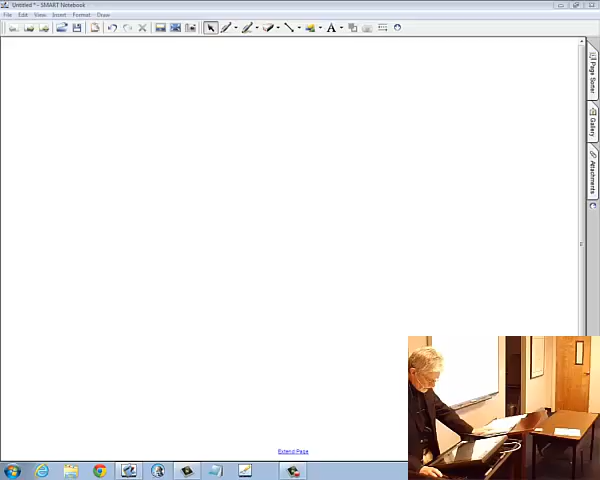 Untitled * - SMART Notebook
File Edit View Insert Format Draw
Page Sorter
Gallery
Attachments
Extend Page